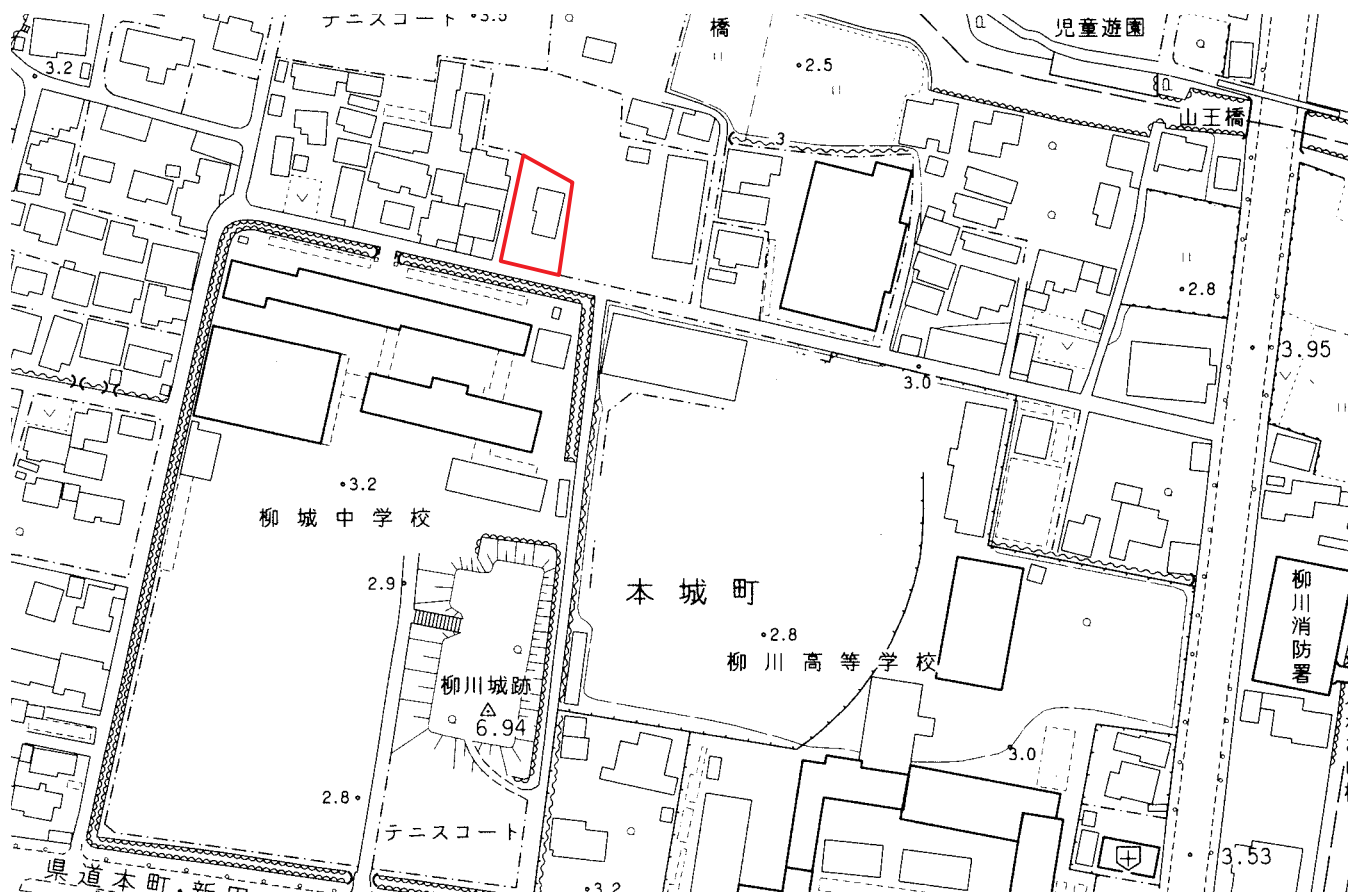 テニスコート 3.5
橋
児童遊園
3.2
2.5
山王橋
3
2.8
3.95
3.0
3.2
柳城中学校
2.9
本城町
2.8
柳川高等学校
柳川消防署
柳川城跡
6.94
3.0
2.8
テニスコート
3.53
県道本町・新田
3.2